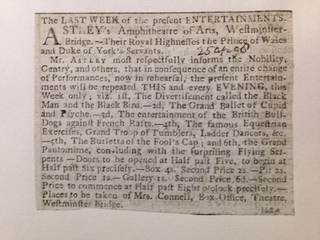 The LAST WEEK of the present ENTERTAINMENTS.
ASTLEY's Amphitheatre of Arts, Westminster-
Bridge.—Their Royal Highnesses the Prince of Wales
and Duke of York's Servants.
25 Apr 96
Mr. ASTLEY most respectfully informs the Nobility,
Gentry, and others, that in consequence of an entire change
of Performances, now in rehearsal, the present Entertain-
ments will be repeated THIS and every EVENING, this
Week only; viz. 1st, The Divertisement called the Black
Man and the Black Bird.—2d, The Grand Ballet of Cupid
and Psyche.—3d, The entertainment of the British Bull-
Dogs against French Rats.—4th, The famous Equestrian
Exercises, Grand Troop of Tumblers, Ladder Dancers, &c.
—5th, The Burletta of the Fool's Cap; and 6th, the Grand
Pantomime, concluding with the surprising Flying Ser-
pents—Doors to be opened at Half past Five, to begin at
Half past Six precisely.—Box 4s. Second Price 2s.—Pit 2s.
Second Price 1s.—Gallery 1s. Second Price 6d.—Second
Price to commence at Half past Eight o'clock precisely.—
Places to be taken of Mrs. Connell, Box Office, Theatre,
Westminster Bridge.